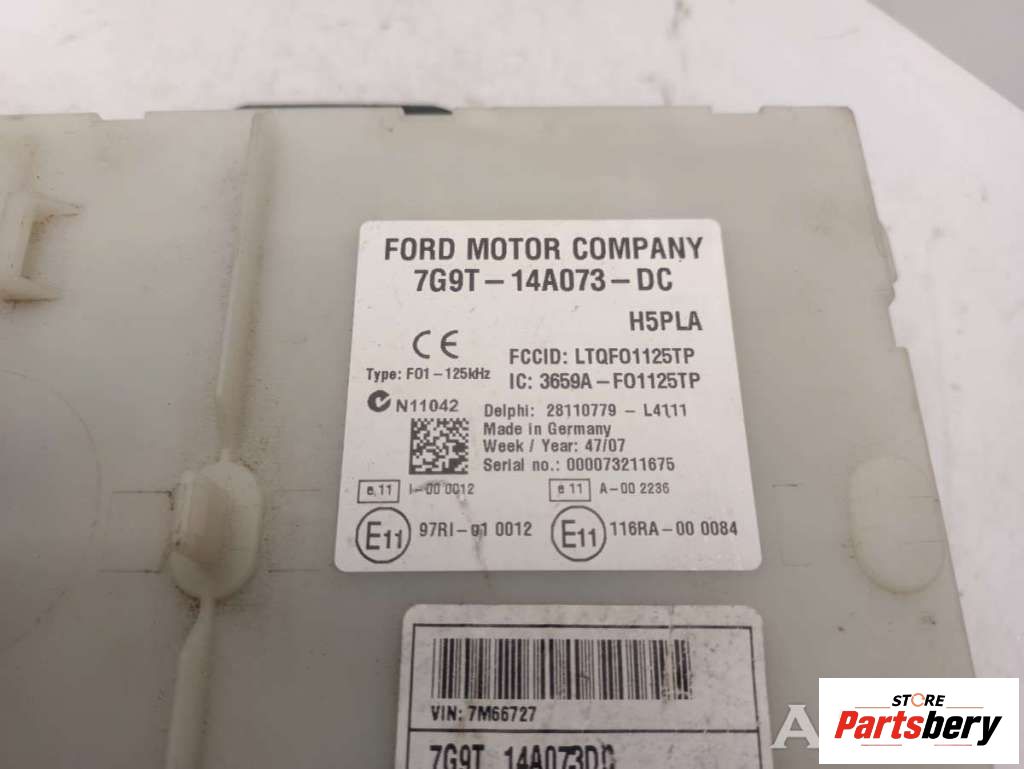 FORD MOTOR COMPANY
7G9T-14A073-DC
H5PLA
CE
FCCID: LTQFO1125TP
Type: F01-125kHz
IC: 3659A-FO1125TP
N11042
Delphi: 28110779-L4111
Made in Germany
Week / Year: 47/07
Serial no.: 000073211675
e 11 I-00 0012
e 11 A-00 2236
E11 97RI-01 0012
E11 116RA-00 0084
VIN: 7M66727
7G9T 14A073DC
A
STORE
Partsbery